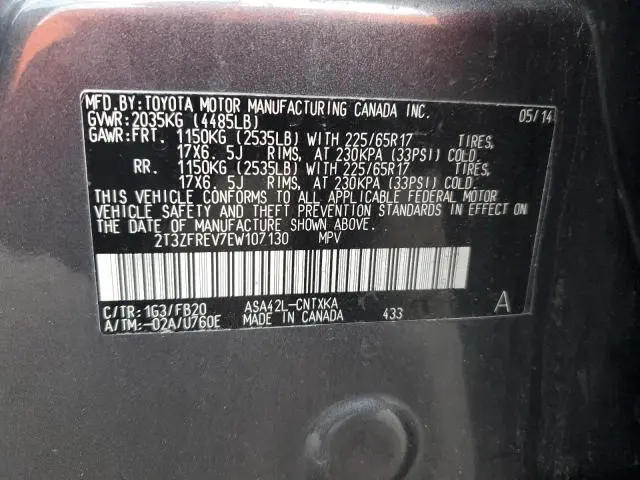 MFD.BY:TOYOTA MOTOR MANUFACTURING CANADA INC. 05/14
GVWR:2035KG (4485LB)
GAWR:FRT. 1150KG (2535LB) WITH 225/65R17 TIRES,
17X6. 5J RIMS, AT 230KPA (33PSI) COLD.
RR. 1150KG (2535LB) WITH 225/65R17 TIRES,
17X6. 5J RIMS, AT 230KPA (33PSI) COLD.
THIS VEHICLE CONFORMS TO ALL APPLICABLE FEDERAL MOTOR
VEHICLE SAFETY AND THEFT PREVENTION STANDARDS IN EFFECT ON
THE DATE OF MANUFACTURE SHOWN ABOVE.
2T3ZFREV7EW107130 MPV
C/TR:1G3/FB20 ASA42L-CNTXKA A
A/TM:-02A/U760E MADE IN CANADA 433